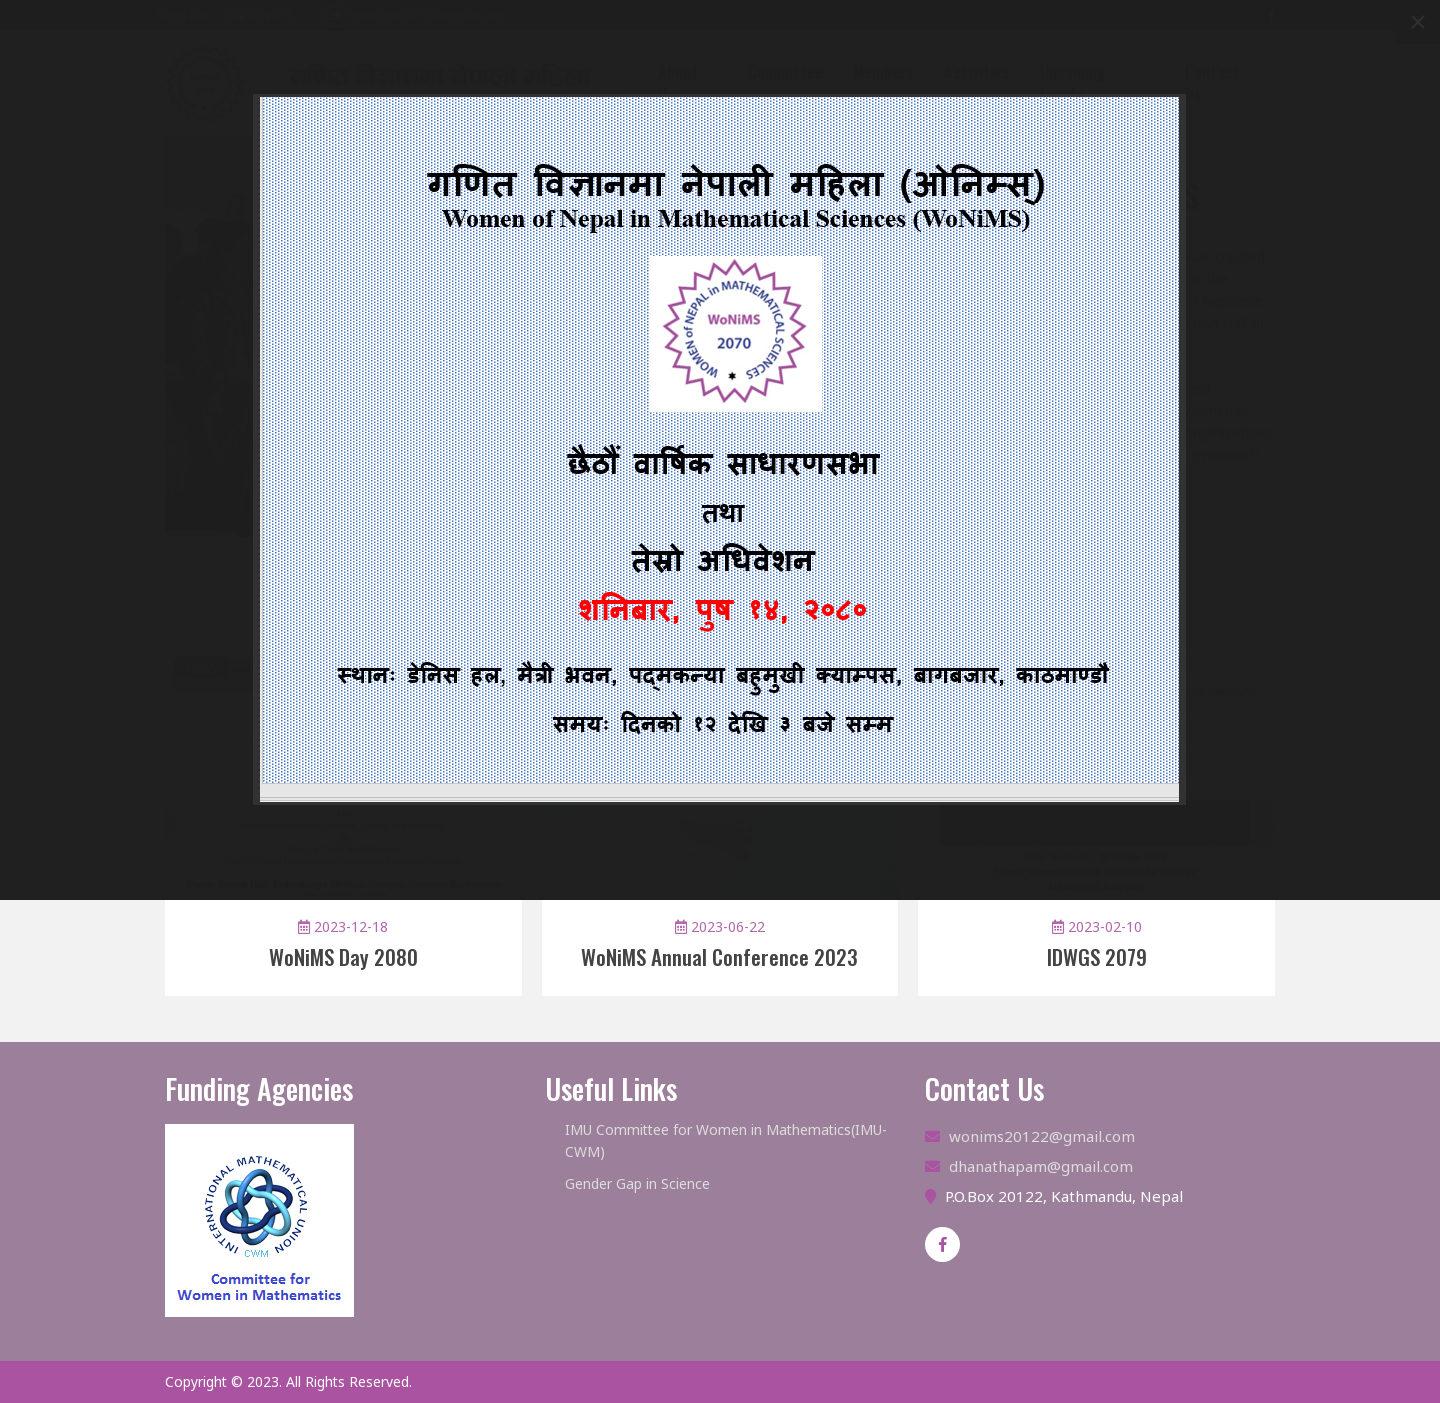 गणित विज्ञानमा नेपाली महिला (ओनिम्स्)
Women of Nepal in Mathematical Sciences (WoNiMS)
WOMEN of NEPAL in MATHEMATICAL SCIENCES
WoNiMS
2070
छैठौं वार्षिक साधारणसभा
तथा
तेस्रो अधिवेशन
शनिबार, पुष १४, २०८०
स्थानः डेनिस हल, मैत्री भवन, पद्मकन्या बहुमुखी क्याम्पस, बागबजार, काठमाण्डौ
समयः दिनको १२ देखि ३ बजे सम्म
2023-12-18
WoNiMS Day 2080
2023-06-22
WoNiMS Annual Conference 2023
2023-02-10
IDWGS 2079
Funding Agencies
INTERNATIONAL MATHEMATICAL UNION
CWM
Committee for
Women in Mathematics
Useful Links
IMU Committee for Women in Mathematics(IMU-
CWM)
Gender Gap in Science
Contact Us
wonims20122@gmail.com
dhanathapam@gmail.com
P.O.Box 20122, Kathmandu, Nepal
Copyright © 2023. All Rights Reserved.